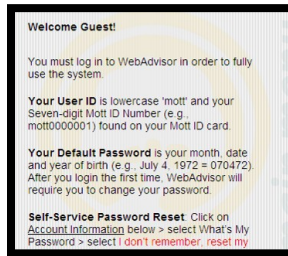 Welcome Guest!
You must log in to WebAdvisor in order to fully
use the system.
Your User ID is lowercase 'mott' and your
Seven-digit Mott ID Number (e.g.,
mott0000001) found on your Mott ID card.
Your Default Password is your month, date
and year of birth (e.g., July 4, 1972 = 070472).
After you login the first time, WebAdvisor will
require you to change your password.
Self-Service Password Reset: Click on
Account Information below > select What's My
Password > select I don't remember, reset my